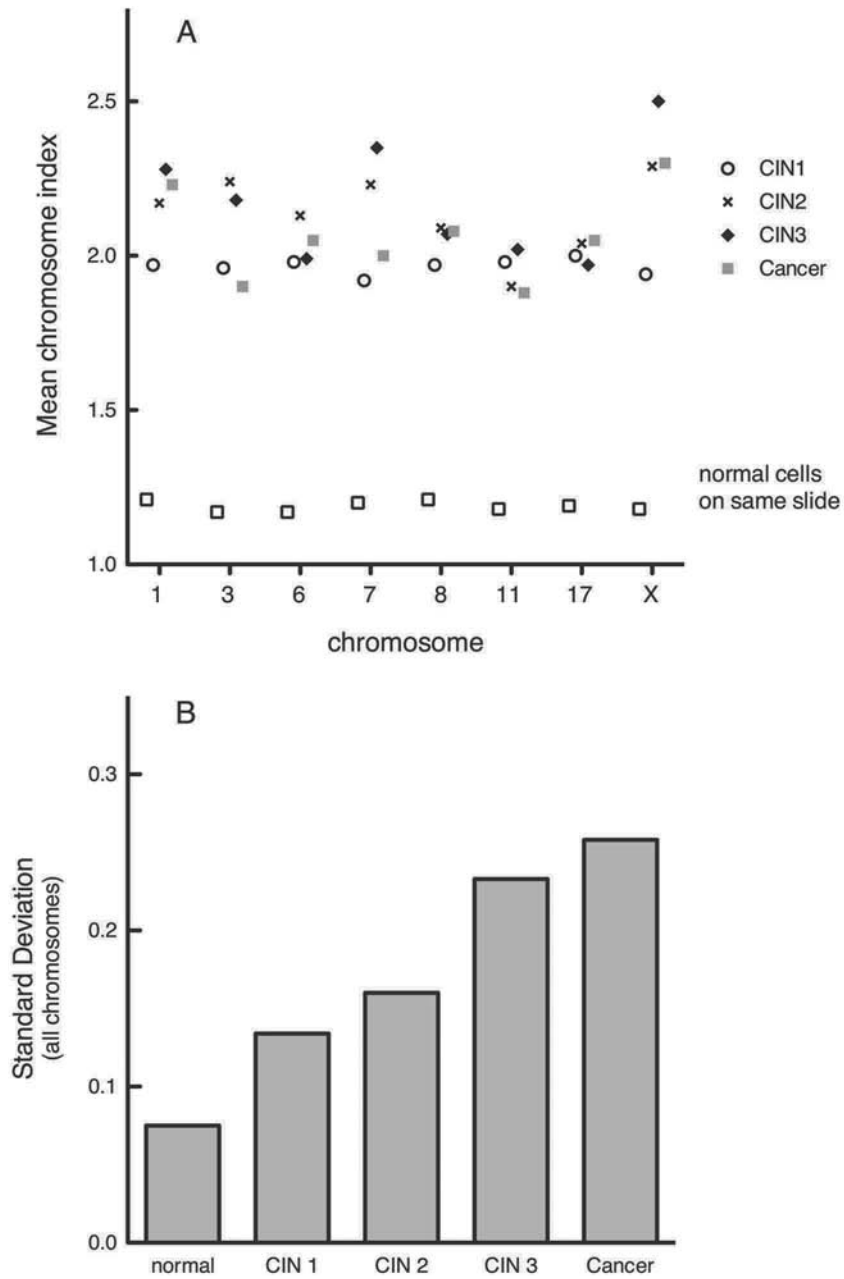 A
2.5
2.0
1.5
1.0
Mean chromosome index
CIN1
CIN2
CIN3
Cancer
normal cells
on same slide
1 3 6 7 8 11 17 X
chromosome
B
0.3
0.2
0.1
0.0
Standard Deviation
(all chromosomes)
normal CIN 1 CIN 2 CIN 3 Cancer